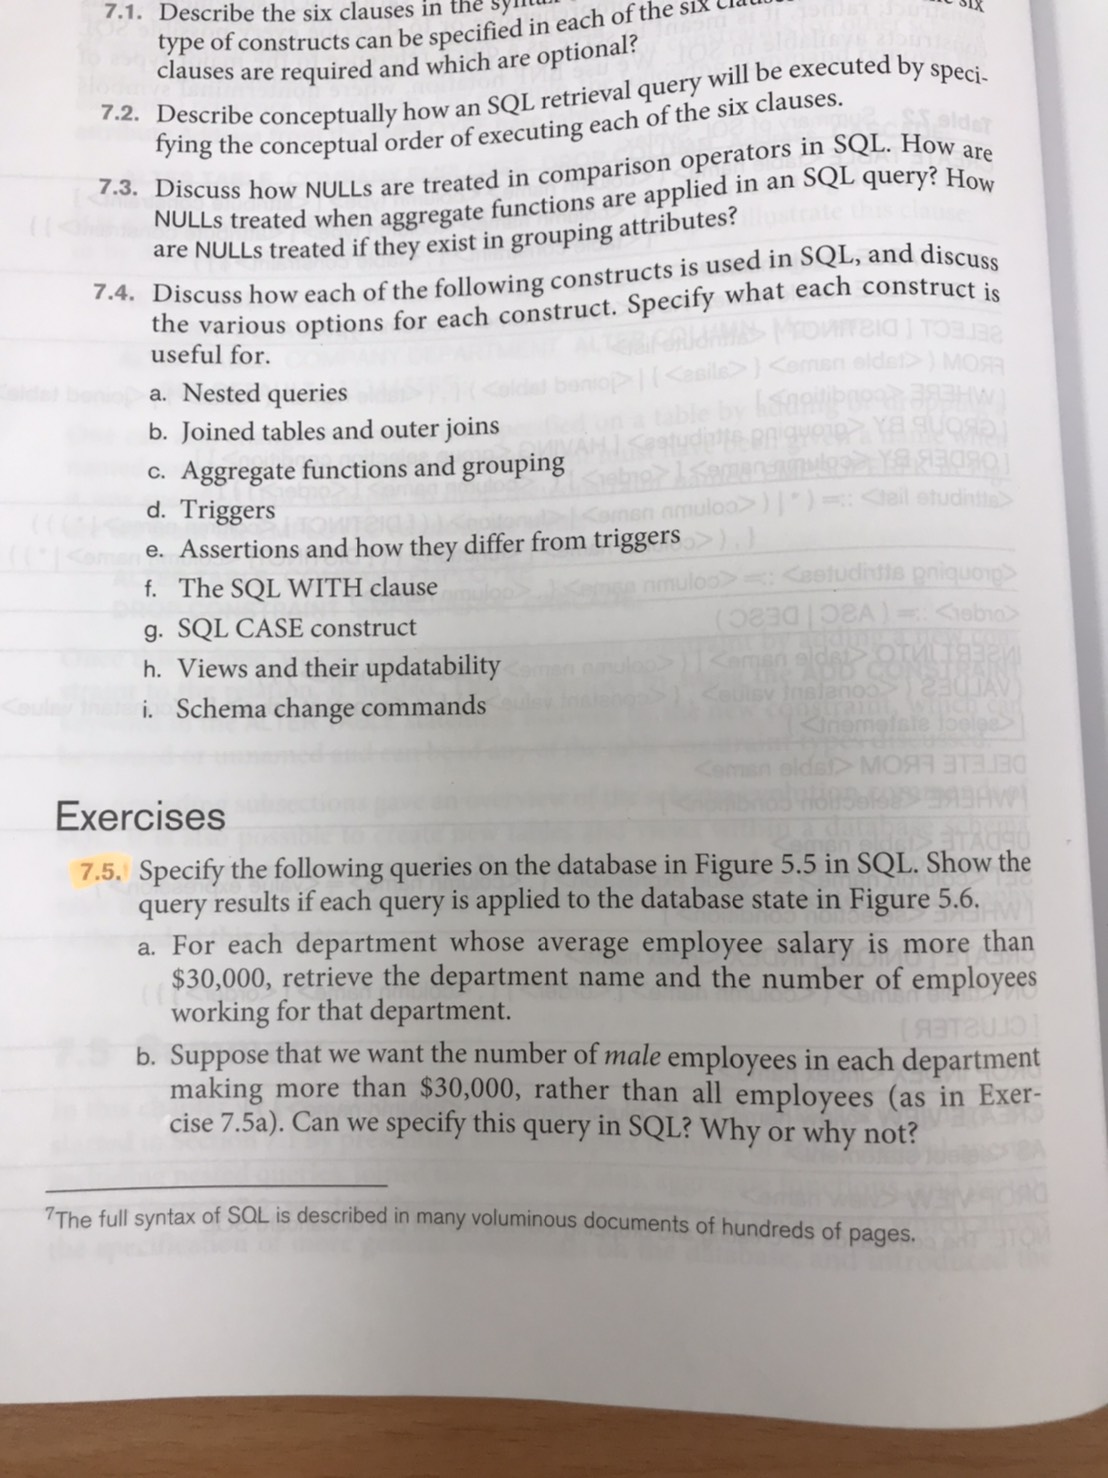 7.1. Describe the six clauses in the
type of constructs can be specified in each of the six
clauses are required and which are optional?
7.2. Describe conceptually how an SQL retrieval query will be executed by speci-
fying the conceptual order of executing each of the six clauses.
7.3. Discuss how NULLs are treated in comparison operators in SQL. How are
NULLs treated when aggregate functions are applied in an SQL query? How
are NULLs treated if they exist in grouping attributes?
7.4. Discuss how each of the following constructs is used in SQL, and discuss
the various options for each construct. Specify what each construct is
useful for.
a. Nested queries
b. Joined tables and outer joins
c. Aggregate functions and grouping
d. Triggers
e. Assertions and how they differ from triggers
f. The SQL WITH clause
g. SQL CASE construct
h. Views and their updatability
i. Schema change commands
Exercises
7.5. Specify the following queries on the database in Figure 5.5 in SQL. Show the
query results if each query is applied to the database state in Figure 5.6.
a. For each department whose average employee salary is more than
$30,000, retrieve the department name and the number of employees
working for that department.
b. Suppose that we want the number of male employees in each department
making more than $30,000, rather than all employees (as in Exer-
cise 7.5a). Can we specify this query in SQL? Why or why not?
7The full syntax of SQL is described in many voluminous documents of hundreds of pages.